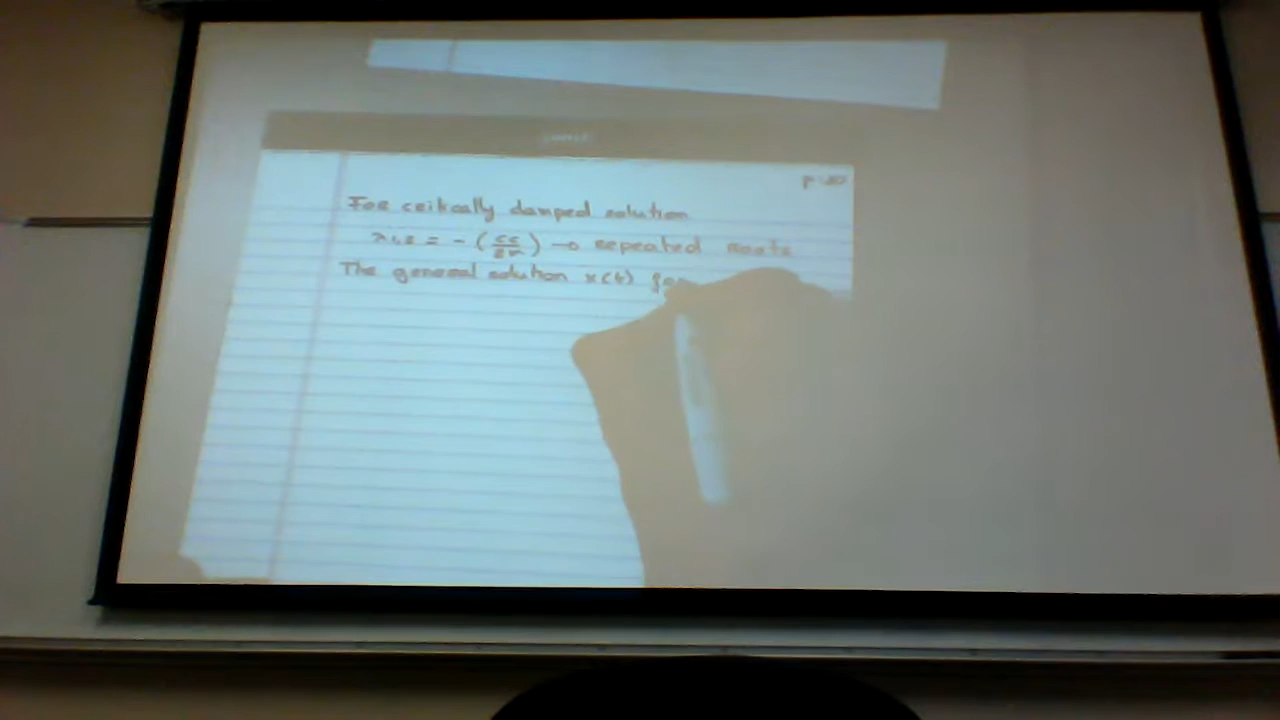 For critically damped solution
λ1,2 = - (Cc/2m) → repeated roots
The general solution x(t) for